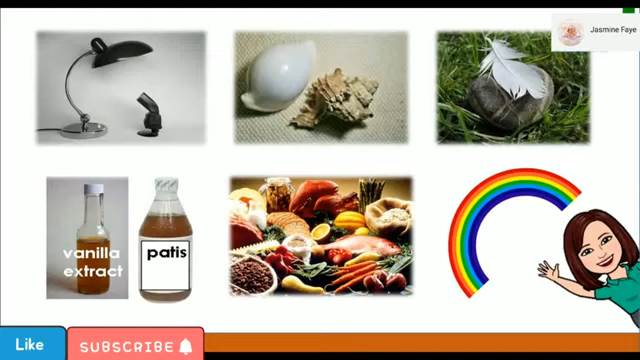 Jasmine Faye
vanilla
extract
patis
Like
SUBSCRIBE